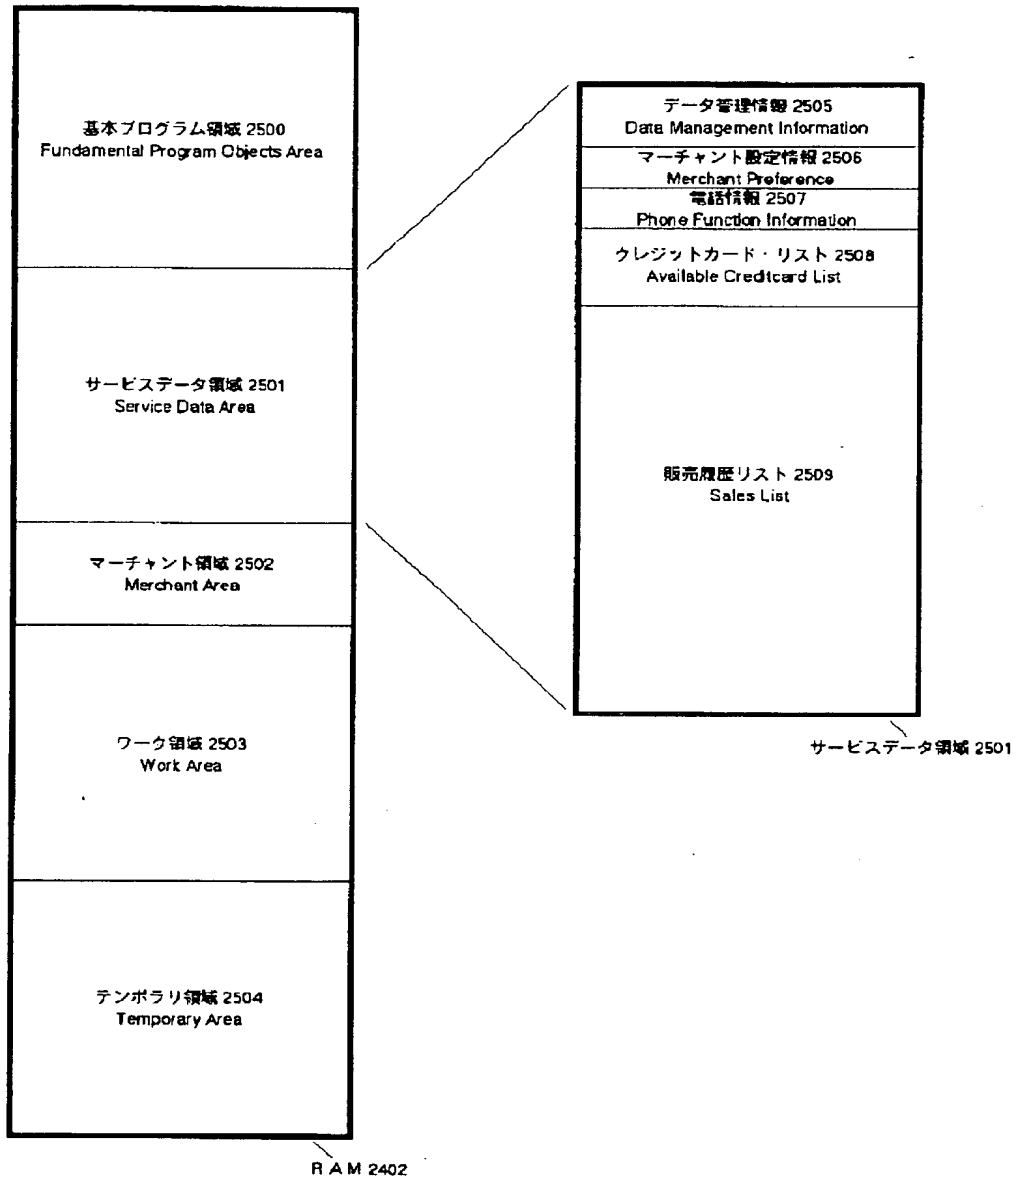 基本プログラム領域 2500
Fundamental Program Objects Area
サービスデータ領域 2501
Service Data Area
マーチャント領域 2502
Merchant Area
ワーク領域 2503
Work Area
テンポラリ領域 2504
Temporary Area
RAM 2402
データ管理情報 2505
Data Management Information
マーチャント設定情報 2506
Merchant Preference
電話情報 2507
Phone Function Information
クレジットカード・リスト 2508
Available Creditcard List
販売履歴リスト 2509
Sales List
サービスデータ領域 2501